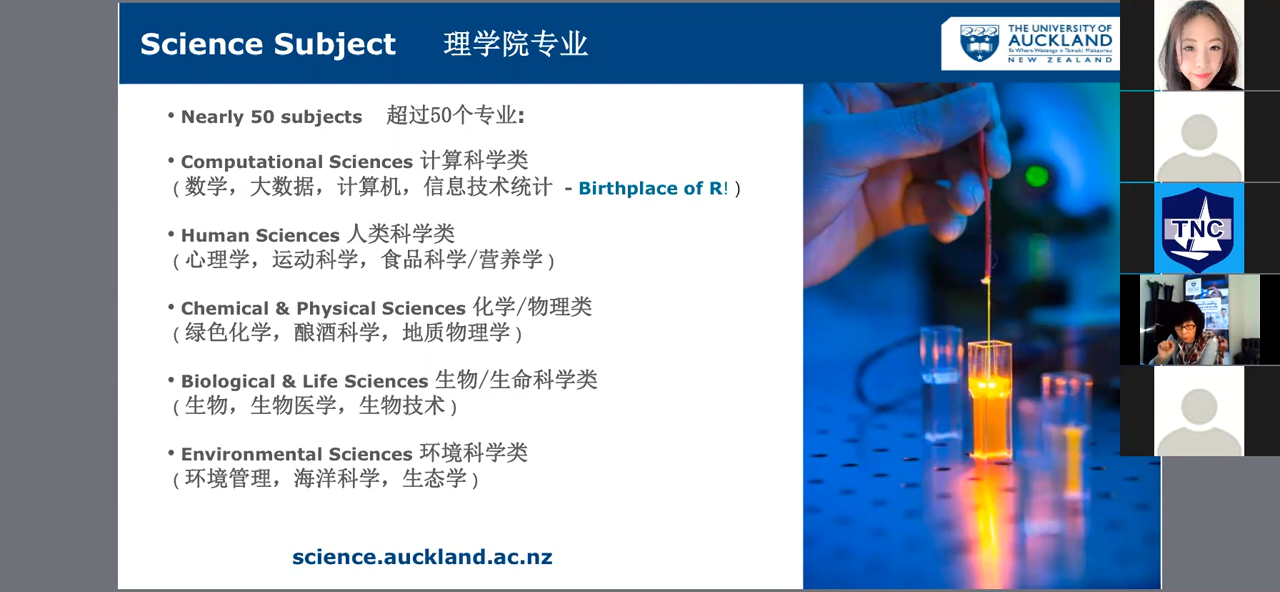 Science Subject 理学院专业
THE UNIVERSITY OF
AUCKLAND
Te Whare Wānanga o Tāmaki Makaurau
NEW ZEALAND
• Nearly 50 subjects 超过50个专业:
• Computational Sciences 计算科学类
( 数学，大数据，计算机，信息技术统计 - Birthplace of R! )
• Human Sciences 人类科学类
( 心理学，运动科学，食品科学/营养学 )
• Chemical & Physical Sciences 化学/物理类
( 绿色化学，酿酒科学，地质物理学 )
• Biological & Life Sciences 生物/生命科学类
( 生物，生物医学，生物技术 )
• Environmental Sciences 环境科学类
( 环境管理，海洋科学，生态学 )
science.auckland.ac.nz
TNC